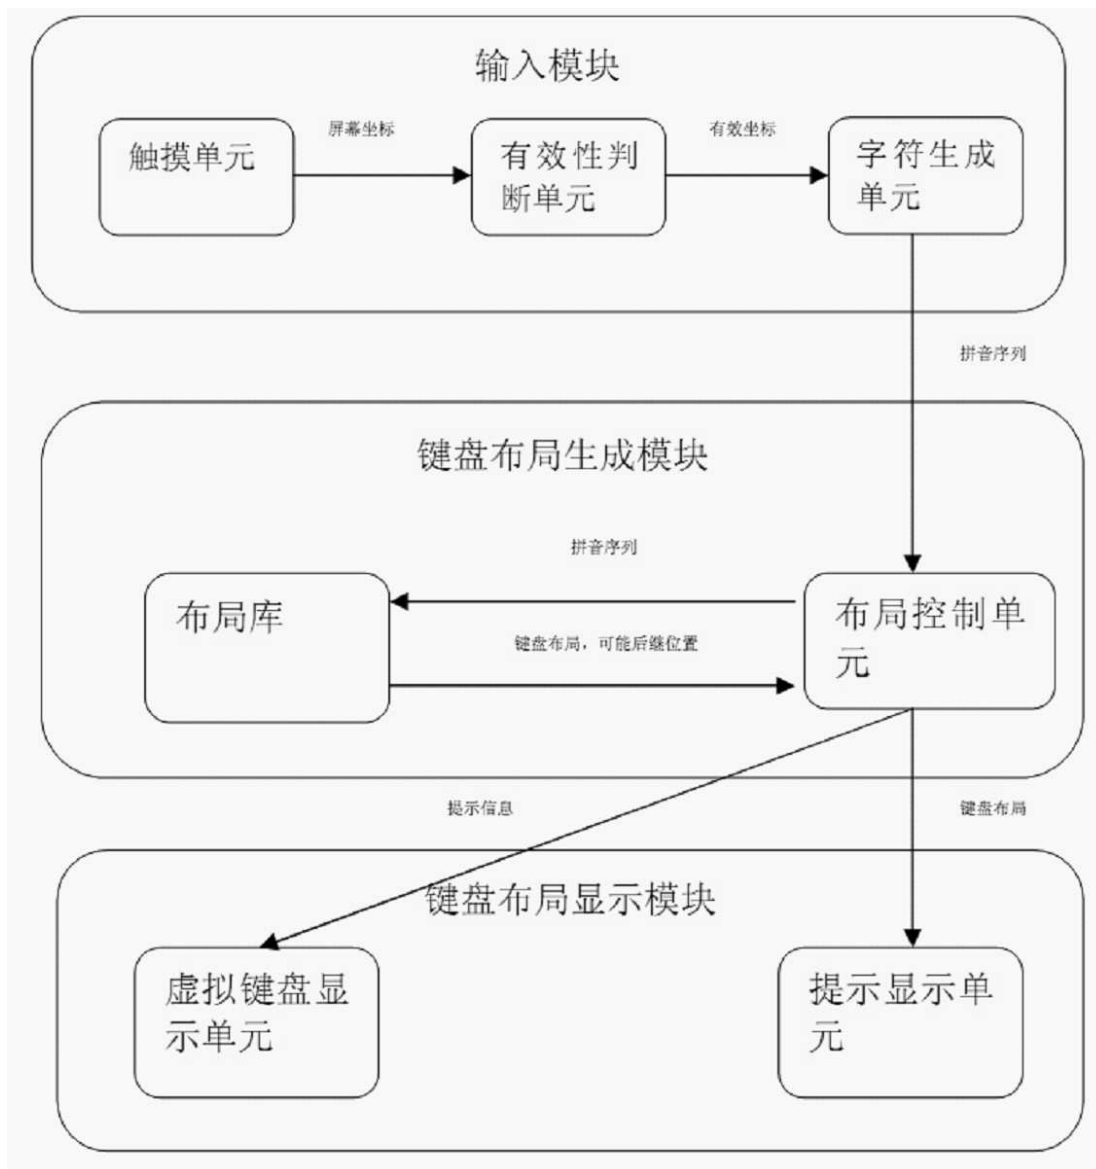 输入模块
触摸单元
屏幕坐标
有效性判
断单元
有效坐标
字符生成
单元
拼音序列
键盘布局生成模块
拼音序列
布局库
键盘布局，可能后继位置
布局控制单
元
提示信息
键盘布局
键盘布局显示模块
虚拟键盘显
示单元
提示显示单
元